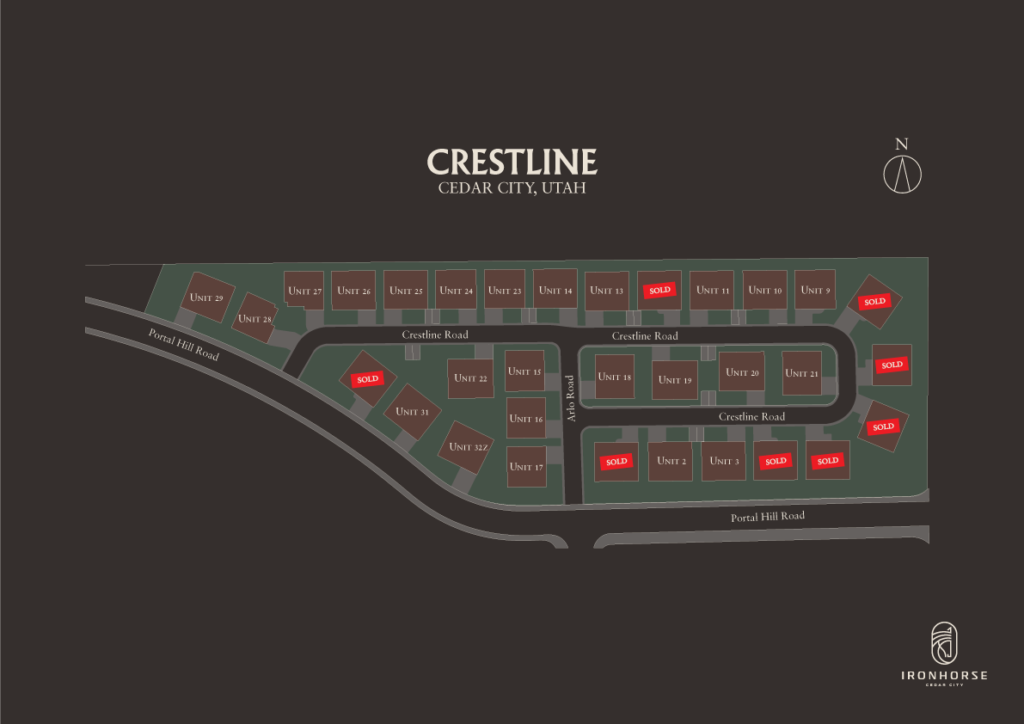 N
CRESTLINE
CEDAR CITY, UTAH
UNIT 29
UNIT 28
UNIT 27
UNIT 26
UNIT 25
UNIT 24
UNIT 23
UNIT 14
UNIT 13
SOLD
UNIT 11
UNIT 10
UNIT 9
SOLD
Portal Hill Road
Crestline Road
Crestline Road
SOLD
UNIT 22
UNIT 15
Arlo Road
UNIT 18
UNIT 19
UNIT 20
UNIT 21
SOLD
UNIT 31
UNIT 16
Crestline Road
SOLD
UNIT 32Z
UNIT 17
SOLD
UNIT 2
UNIT 3
SOLD
SOLD
Portal Hill Road
IRONHORSE
CEDAR CITY